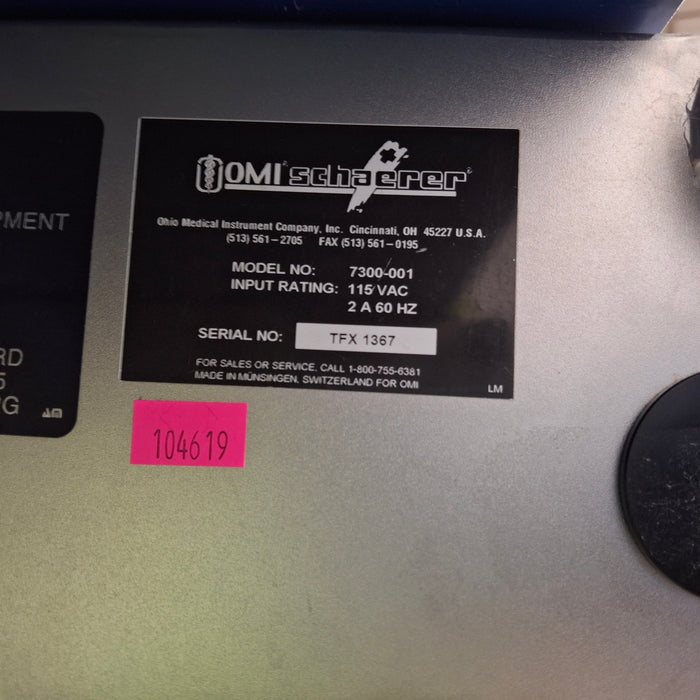 OMI® schaerer®
Ohio Medical Instrument Company, Inc. Cincinnati, OH 45227 U.S.A.
(513) 561-2705 FAX (513) 561-0195
MODEL NO: 7300-001
INPUT RATING: 115 VAC
2 A 60 HZ
SERIAL NO: TFX 1367
FOR SALES OR SERVICE, CALL 1-800-755-6381
MADE IN MÜNSINGEN, SWITZERLAND FOR OMI
LM
104619
PMENT
RD
5